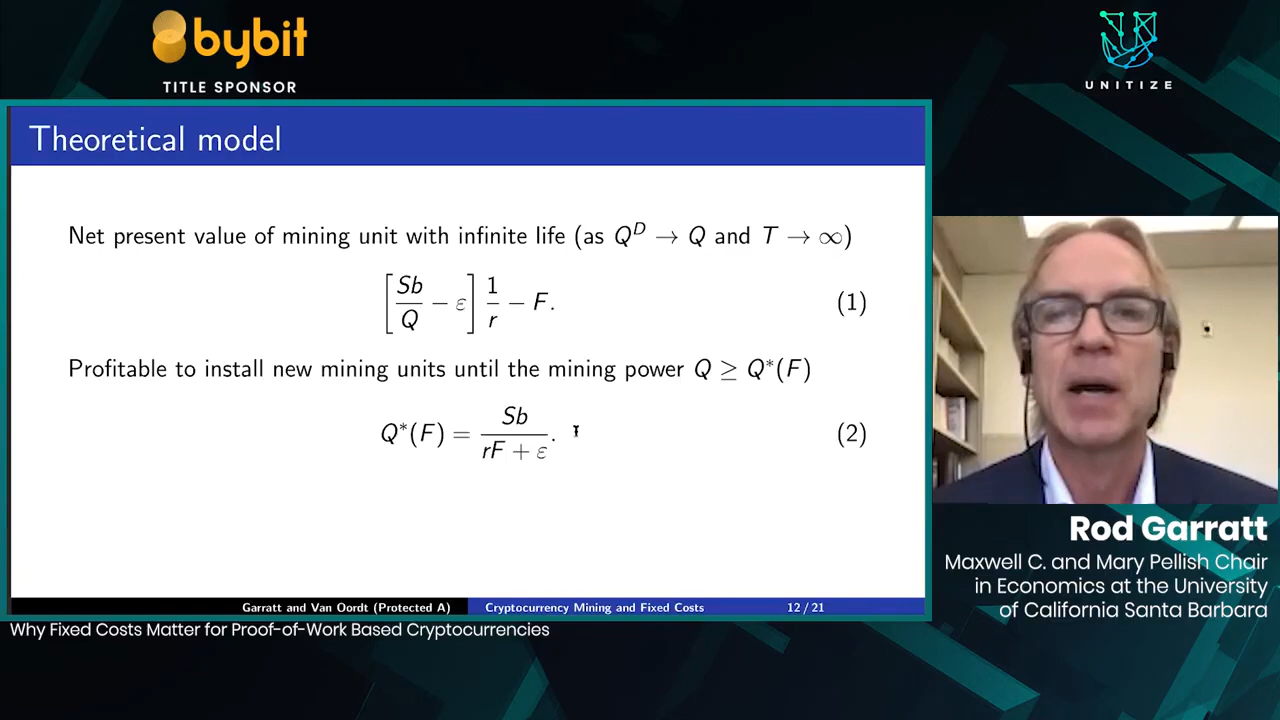 bybit
TITLE SPONSOR
UNITIZE
Theoretical model
Net present value of mining unit with infinite life (as Q^D → Q and T → ∞)
[Sb/Q − ε] 1/r − F. (1)
Profitable to install new mining units until the mining power Q ≥ Q*(F)
Q*(F) = Sb/(rF + ε). (2)
Garratt and Van Oordt (Protected A) Cryptocurrency Mining and Fixed Costs 12 / 21
Rod Garratt
Maxwell C. and Mary Pellish Chair
in Economics at the University
of California Santa Barbara
Why Fixed Costs Matter for Proof-of-Work Based Cryptocurrencies